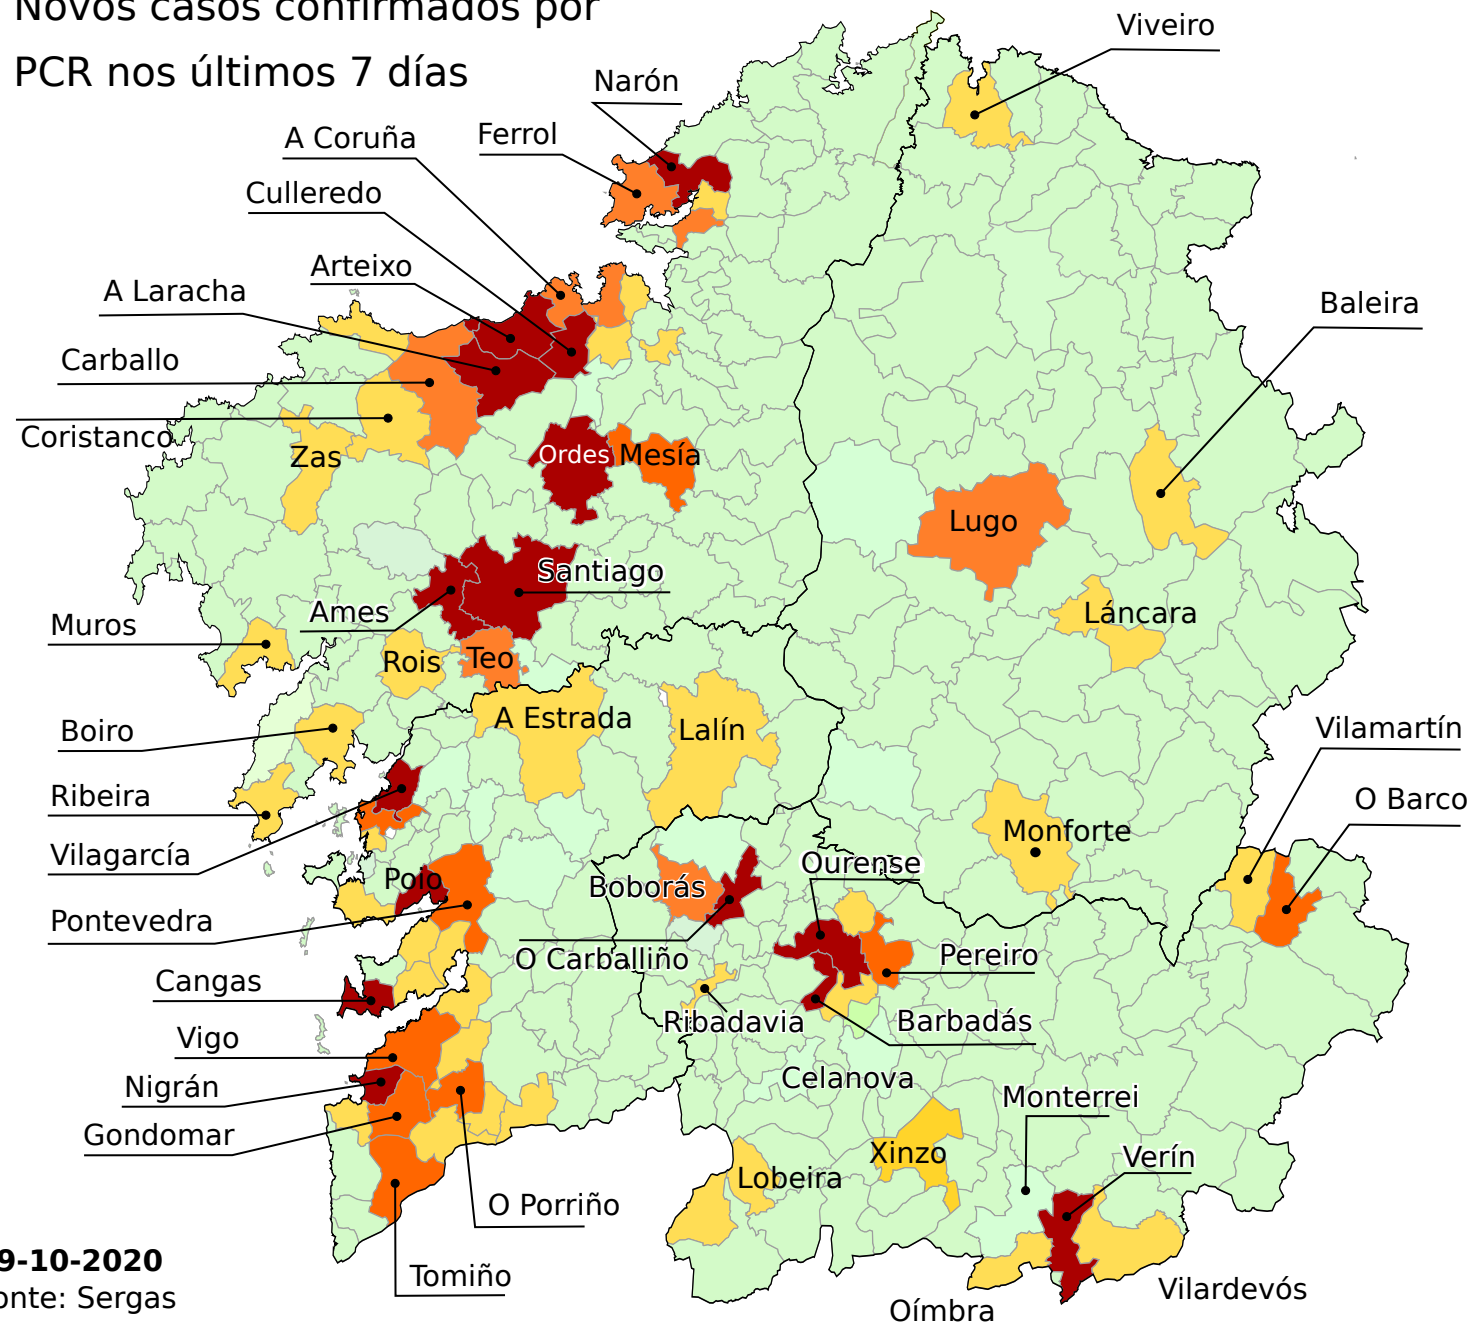 Novos casos confirmados por
PCR nos últimos 7 días
Viveiro
Narón
Ferrol
A Coruña
Culleredo
Arteixo
A Laracha
Baleira
Carballo
Coristanco
Zas
Ordes
Mesía
Lugo
Santiago
Ames
Láncara
Muros
Rois
Teo
A Estrada
Lalín
Boiro
Vilamartín
Ribeira
O Barco
Monforte
Vilagarcía
Ourense
Poio
Boborás
Pontevedra
O Carballiño
Pereiro
Cangas
Ribadavia
Barbadás
Vigo
Celanova
Nigrán
Monterrei
Gondomar
Xinzo
Verín
Lobeira
O Porriño
9-10-2020
Tomiño
Vilardevós
onte: Sergas
Oímbra